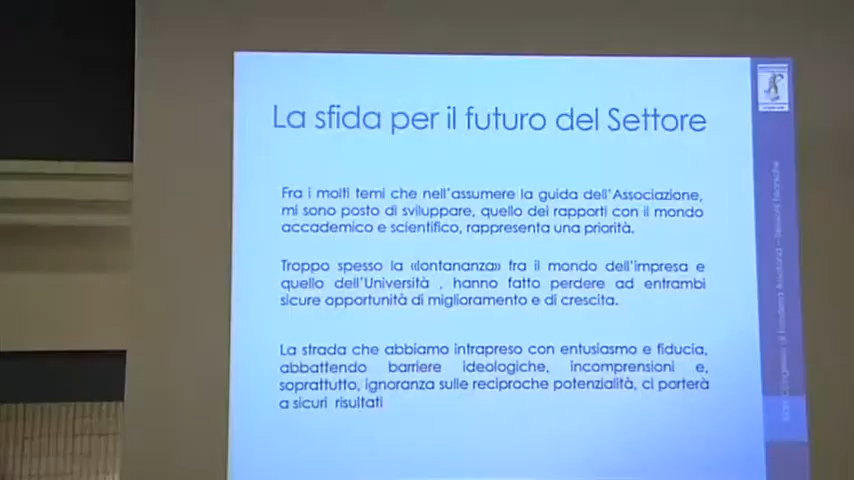 La sfida per il futuro del Settore
Fra i molti temi che nell'assumere la guida dell'Associazione,
mi sono posto di sviluppare, quello dei rapporti con il mondo
accademico e scientifico, rappresenta una priorità.
Troppo spesso la «lontananza» fra il mondo dell'impresa e
quello dell'Università , hanno fatto perdere ad entrambi
sicure opportunità di miglioramento e di crescita.
La strada che abbiamo intrapreso con entusiasmo e fiducia,
abbattendo barriere ideologiche, incomprensioni e,
soprattutto, ignoranza sulle reciproche potenzialità, ci porterà
a sicuri risultati